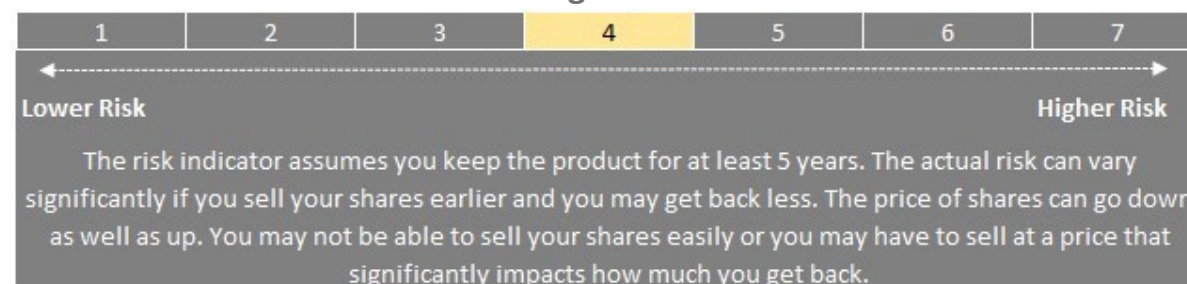 1 2 3 4 5 6 7
Lower Risk Higher Risk
The risk indicator assumes you keep the product for at least 5 years. The actual risk can vary
significantly if you sell your shares earlier and you may get back less. The price of shares can go down
as well as up. You may not be able to sell your shares easily or you may have to sell at a price that
significantly impacts how much you get back.